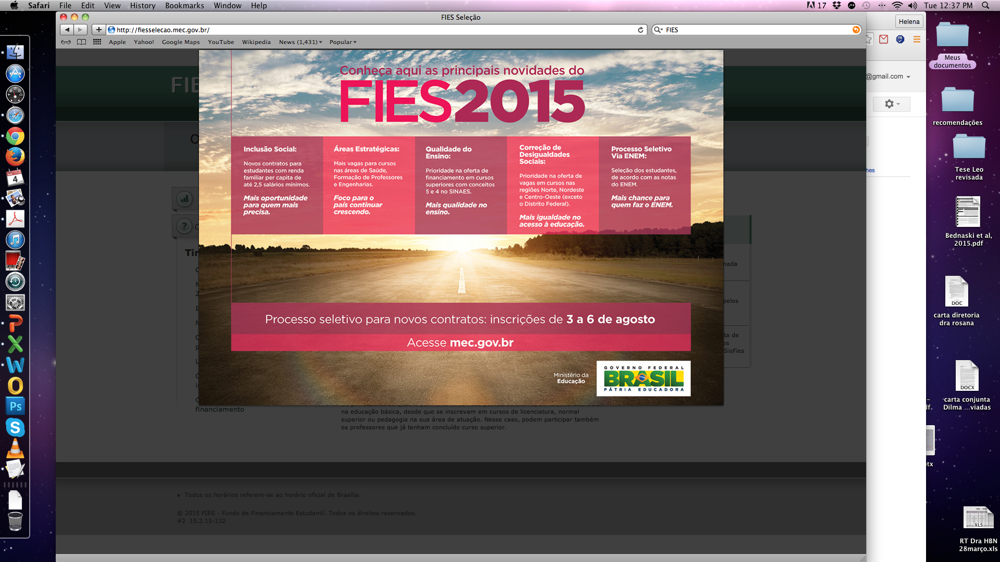 Safari File Edit View History Bookmarks Window Help
17
Tue 12:37 PM
FIES Seleção
http://fiesselecao.mec.gov.br/
FIES
Apple Yahoo! Google Maps YouTube Wikipedia News (1,431) Popular
Helena
@gmail.com
FIES
Conheça aqui as principais novidades do
FIES2015
Inclusão Social:
Novos contratos para
estudantes com renda
familiar per capita de
até 2,5 salários mínimos.
Mais oportunidade
para quem mais
precisa.
Áreas Estratégicas:
Mais vagas para cursos
nas áreas de Saúde,
Formação de Professores
e Engenharias.
Foco para o
país continuar
crescendo.
Qualidade do
Ensino:
Prioridade na oferta de
financiamento em cursos
superiores com conceitos
5 e 4 no SINAES.
Mais qualidade no
ensino.
Correção de
Desigualdades
Sociais:
Prioridade na oferta de
vagas em cursos nas
regiões Norte, Nordeste
e Centro-Oeste (exceto
o Distrito Federal).
Mais igualdade no
acesso à educação.
Processo Seletivo
Via ENEM:
Seleção dos estudantes,
de acordo com as notas
do ENEM.
Mais chance para
quem faz o ENEM.
Processo seletivo para novos contratos: inscrições de 3 a 6 de agosto
Acesse mec.gov.br
Ministério da
Educação
GOVERNO FEDERAL
BRASIL
PÁTRIA EDUCADORA
financiamento
na educação básica, desde que se inscrevam em cursos de licenciatura, normal
superior ou pedagogia na sua área de atuação. Nesse caso, podem participar também
os professores que já tenham concluído curso superior.
pelos
ta de
os
SisFies
Todos os horários referem-se ao horário oficial de Brasília.
© 2015 FIES - Fundo de Financiamento Estudantil. Todos os direitos reservados.
#2 15.2.15-132
Meus
documentos
recomendações
Tese Leo
revisada
Bednaski et al,
2015.pdf
DOC
carta diretoria
dra rosana
DOCX
carta conjunta
Dilma ...viadas
XLS
RT Dra HBN
28março.xls
AUG
4
Ps